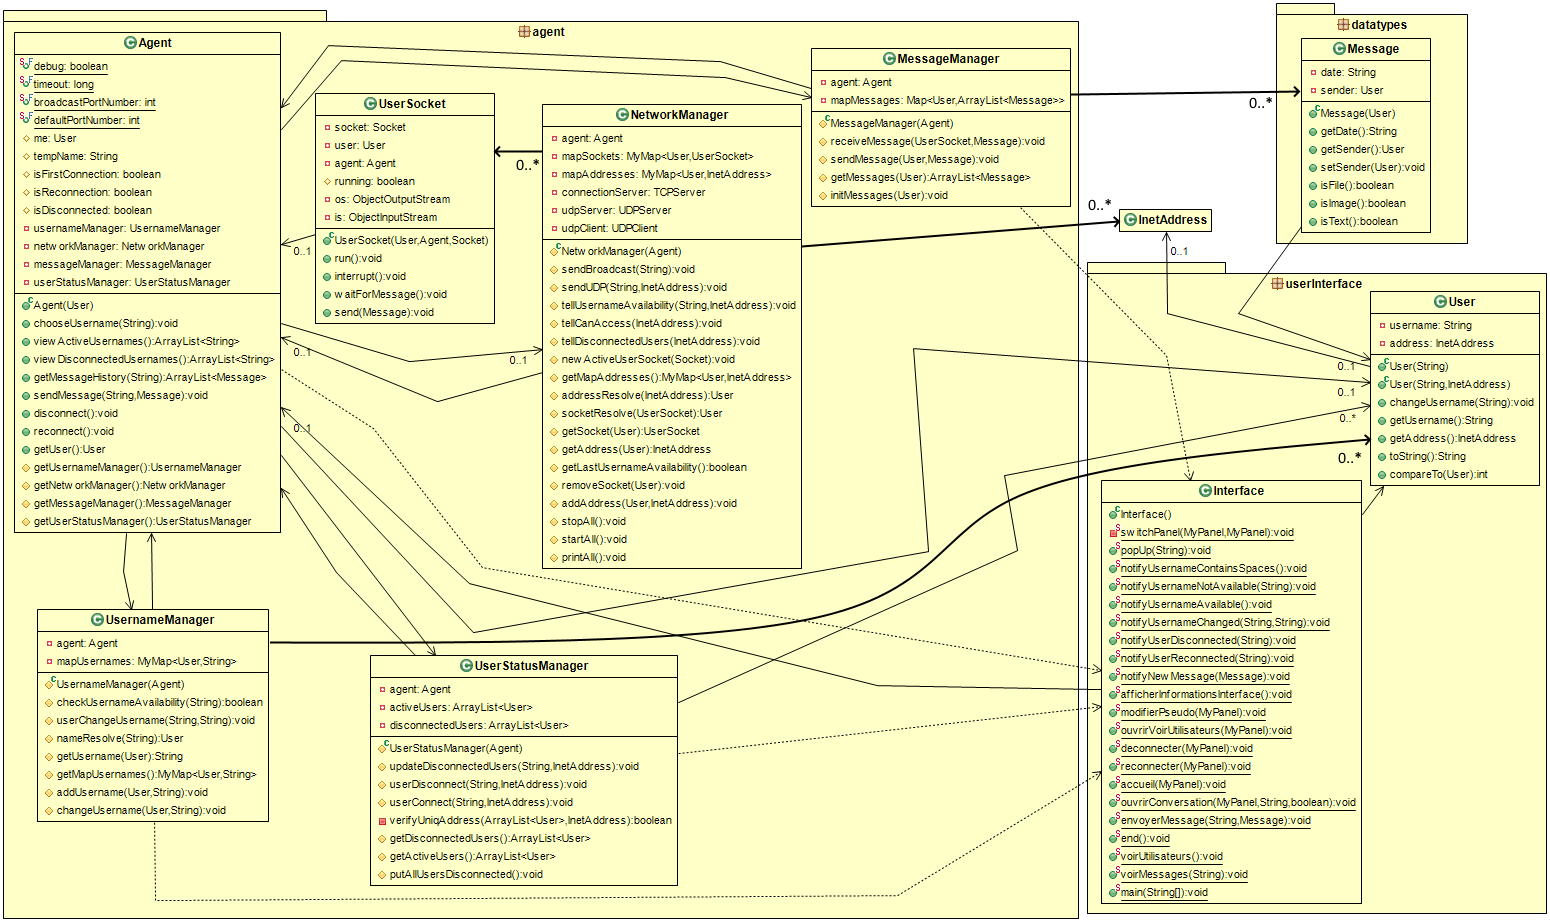 agent
Agent
debug: boolean
timeout: long
broadcastPortNumber: int
defaultPortNumber: int
me: User
tempName: String
isFirstConnection: boolean
isReconnection: boolean
isDisconnected: boolean
usernameManager: UsernameManager
networkManager: NetworkManager
messageManager: MessageManager
userStatusManager: UserStatusManager
Agent(User)
chooseUsername(String):void
viewActiveUsernames():ArrayList<String>
viewDisconnectedUsernames():ArrayList<String>
getMessageHistory(String):ArrayList<Message>
sendMessage(String,Message):void
disconnect():void
reconnect():void
getUser():User
getUsernameManager():UsernameManager
getNetworkManager():NetworkManager
getMessageManager():MessageManager
getUserStatusManager():UserStatusManager
UserSocket
socket: Socket
user: User
agent: Agent
running: boolean
os: ObjectOutputStream
is: ObjectInputStream
UserSocket(User,Agent,Socket)
run():void
interrupt():void
waitForMessage():void
send(Message):void
NetworkManager
agent: Agent
mapSockets: MyMap<User,UserSocket>
mapAddresses: MyMap<User,InetAddress>
connectionServer: TCPServer
udpServer: UDPServer
udpClient: UDPClient
NetworkManager(Agent)
sendBroadcast(String):void
sendUDP(String,InetAddress):void
tellUsernameAvailability(String,InetAddress):void
tellCanAccess(InetAddress):void
tellDisconnectedUsers(InetAddress):void
newActiveUserSocket(Socket):void
getMapAddresses():MyMap<User,InetAddress>
addressResolve(InetAddress):User
socketResolve(UserSocket):User
getSocket(User):UserSocket
getAddress(User):InetAddress
getLastUsernameAvailability():boolean
removeSocket(User):void
addAddress(User,InetAddress):void
stopAll():void
startAll():void
printAll():void
MessageManager
agent: Agent
mapMessages: Map<User,ArrayList<Message>>
MessageManager(Agent)
receiveMessage(UserSocket,Message):void
sendMessage(User,Message):void
getMessages(User):ArrayList<Message>
initMessages(User):void
0..*
0..1
0..1
0..1
0..1
UsernameManager
agent: Agent
mapUsernames: MyMap<User,String>
UsernameManager(Agent)
checkUsernameAvailability(String):boolean
userChangeUsername(String,String):void
nameResolve(String):User
getUsername(User):String
getMapUsernames():MyMap<User,String>
addUsername(User,String):void
changeUsername(User,String):void
UserStatusManager
agent: Agent
activeUsers: ArrayList<User>
disconnectedUsers: ArrayList<User>
UserStatusManager(Agent)
updateDisconnectedUsers(String,InetAddress):void
userDisconnect(String,InetAddress):void
userConnect(String,InetAddress):void
verifyUniqAddress(ArrayList<User>,InetAddress):boolean
getDisconnectedUsers():ArrayList<User>
getActiveUsers():ArrayList<User>
putAllUsersDisconnected():void
datatypes
Message
date: String
sender: User
Message(User)
getDate():String
getSender():User
setSender(User):void
isFile():boolean
isImage():boolean
isText():boolean
0..*
0..*
InetAddress
0..1
userInterface
User
username: String
address: InetAddress
User(String)
User(String,InetAddress)
changeUsername(String):void
getUsername():String
getAddress():InetAddress
toString():String
compareTo(User):int
0..1
0..1
0..*
0..*
Interface
Interface()
switchPanel(MyPanel,MyPanel):void
popUp(String):void
notifyUsernameContainsSpaces():void
notifyUsernameNotAvailable(String):void
notifyUsernameAvailable():void
notifyUsernameChanged(String,String):void
notifyUserDisconnected(String):void
notifyUserReconnected(String):void
notifyNewMessage(Message):void
afficherInformationsInterface():void
modifierPseudo(MyPanel):void
ouvrirVoirUtilisateurs(MyPanel):void
deconnecter(MyPanel):void
reconnecter(MyPanel):void
accueil(MyPanel):void
ouvrirConversation(MyPanel,String,boolean):void
envoyerMessage(String,Message):void
end():void
voirUtilisateurs():void
voirMessages(String):void
main(String[]):void